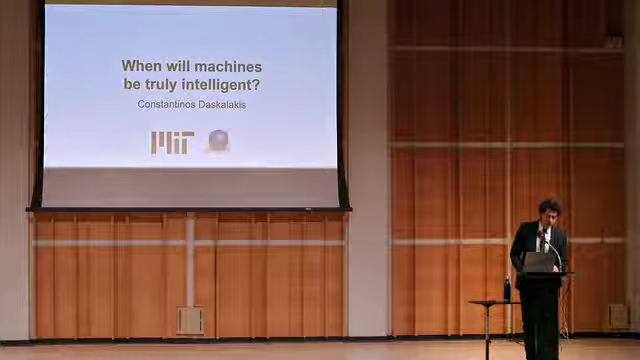 When will machines
be truly intelligent?
Constantinos Daskalakis
MIT